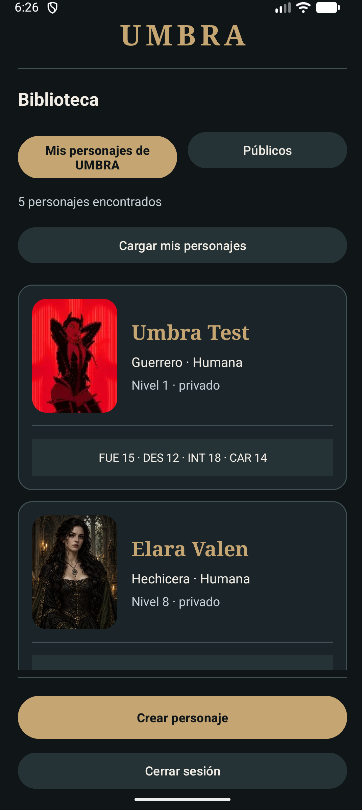 6:26
UMBRA
Biblioteca
Mis personajes de
UMBRA
Públicos
5 personajes encontrados
Cargar mis personajes
Umbra Test
Guerrero · Humana
Nivel 1 · privado
FUE 15 · DES 12 · INT 18 · CAR 14
Elara Valen
Hechicera · Humana
Nivel 8 · privado
Crear personaje
Cerrar sesión